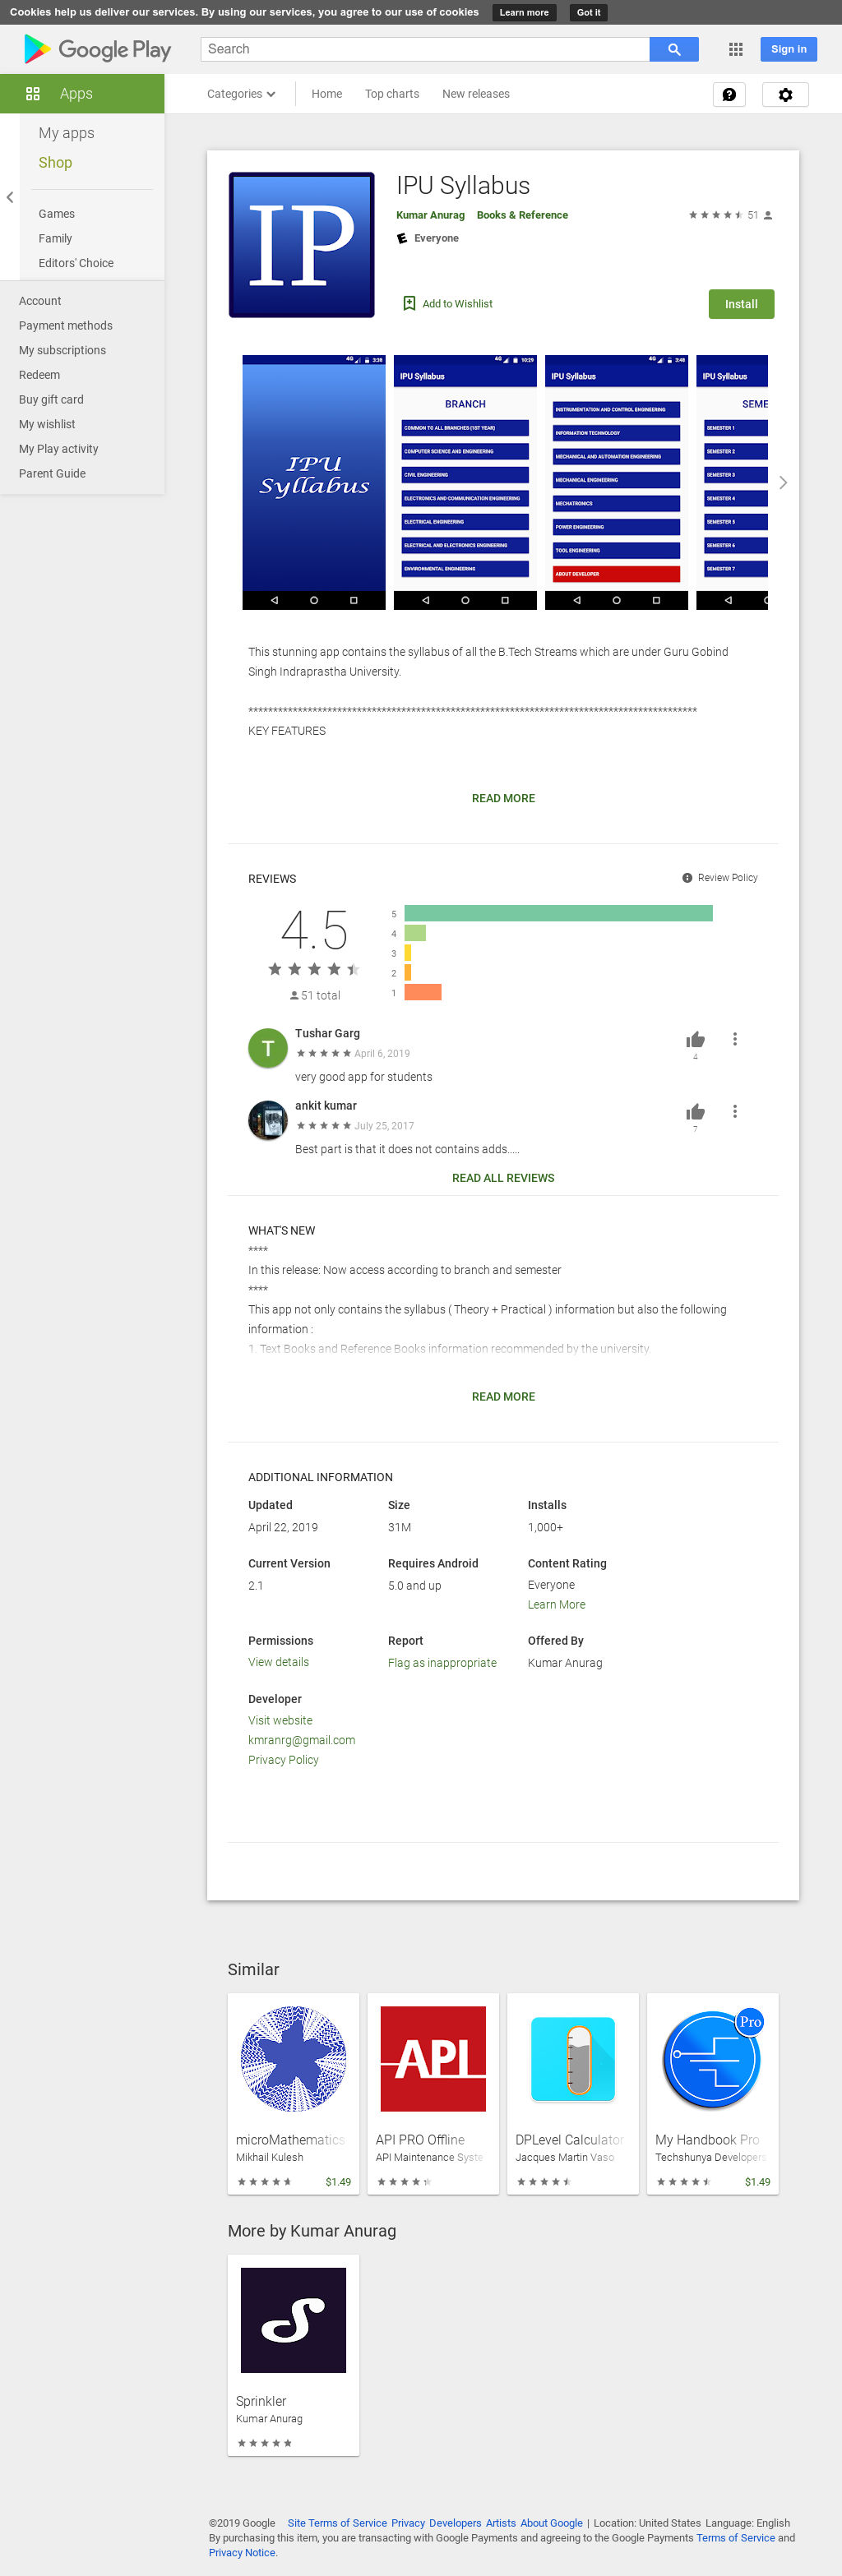 Cookies help us deliver our services. By using our services, you agree to our use of cookies Learn more Got it
Google Play Search Sign in
Apps Categories Home Top charts New releases
My apps
Shop
Games
Family
Editors' Choice
Account
Payment methods
My subscriptions
Redeem
Buy gift card
My wishlist
My Play activity
Parent Guide
IP
IPU Syllabus
Kumar Anurag Books & Reference 51
E Everyone
Add to Wishlist Install
4G 3:38
IPU
Syllabus
4G 10:29
IPU Syllabus
BRANCH
COMMON TO ALL BRANCHES (1ST YEAR)
COMPUTER SCIENCE AND ENGINEERING
CIVIL ENGINEERING
ELECTRONICS AND COMMUNICATION ENGINEERING
ELECTRICAL ENGINEERING
ELECTRICAL AND ELECTRONICS ENGINEERING
ENVIRONMENTAL ENGINEERING
4G 3:48
IPU Syllabus
INSTRUMENTATION AND CONTROL ENGINEERING
INFORMATION TECHNOLOGY
MECHANICAL AND AUTOMATION ENGINEERING
MECHANICAL ENGINEERING
MECHATRONICS
POWER ENGINEERING
TOOL ENGINEERING
ABOUT DEVELOPER
IPU Syllabus
SEME
SEMESTER 1
SEMESTER 2
SEMESTER 3
SEMESTER 4
SEMESTER 5
SEMESTER 6
SEMESTER 7
This stunning app contains the syllabus of all the B.Tech Streams which are under Guru Gobind
Singh Indraprastha University.
*******************************************************************************************
KEY FEATURES
READ MORE
REVIEWS Review Policy
4.5
51 total
5
4
3
2
1
T Tushar Garg
April 6, 2019
4
very good app for students
ankit kumar
July 25, 2017
7
Best part is that it does not contains adds.....
READ ALL REVIEWS
WHAT'S NEW
****
In this release: Now access according to branch and semester
****
This app not only contains the syllabus ( Theory + Practical ) information but also the following
information :
1. Text Books and Reference Books information recommended by the university.
READ MORE
ADDITIONAL INFORMATION
Updated Size Installs
April 22, 2019 31M 1,000+
Current Version Requires Android Content Rating
2.1 5.0 and up Everyone
Learn More
Permissions Report Offered By
View details Flag as inappropriate Kumar Anurag
Developer
Visit website
kmranrg@gmail.com
Privacy Policy
Similar
API Pro
microMathematics API PRO Offline DPLevel Calculator My Handbook Pro
Mikhail Kulesh API Maintenance Syste Jacques Martin Vaso Techshunya Developers
$1.49 $1.49
More by Kumar Anurag
S
Sprinkler
Kumar Anurag
©2019 Google Site Terms of Service Privacy Developers Artists About Google | Location: United States Language: English
By purchasing this item, you are transacting with Google Payments and agreeing to the Google Payments Terms of Service and
Privacy Notice.